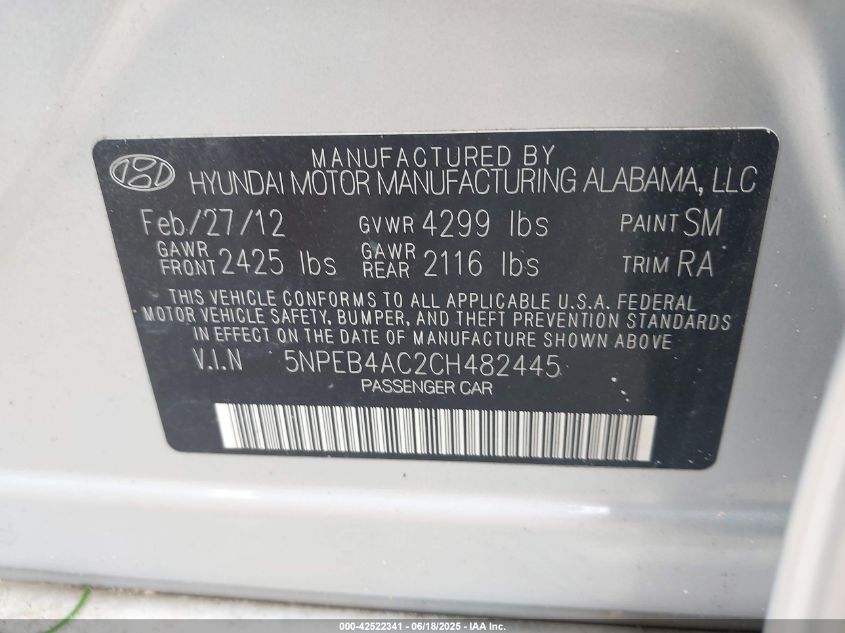 MANUFACTURED BY
HYUNDAI MOTOR MANUFACTURING ALABAMA, LLC
Feb/27/12 GVWR 4299 lbs PAINT SM
GAWR FRONT 2425 lbs GAWR REAR 2116 lbs TRIM RA
THIS VEHICLE CONFORMS TO ALL APPLICABLE U.S.A. FEDERAL
MOTOR VEHICLE SAFETY, BUMPER, AND THEFT PREVENTION STANDARDS
IN EFFECT ON THE DATE OF MANUFACTURE SHOWN ABOVE
V.I.N 5NPEB4AC2CH482445
PASSENGER CAR
000-42522341 - 06/18/2025 - IAA Inc.